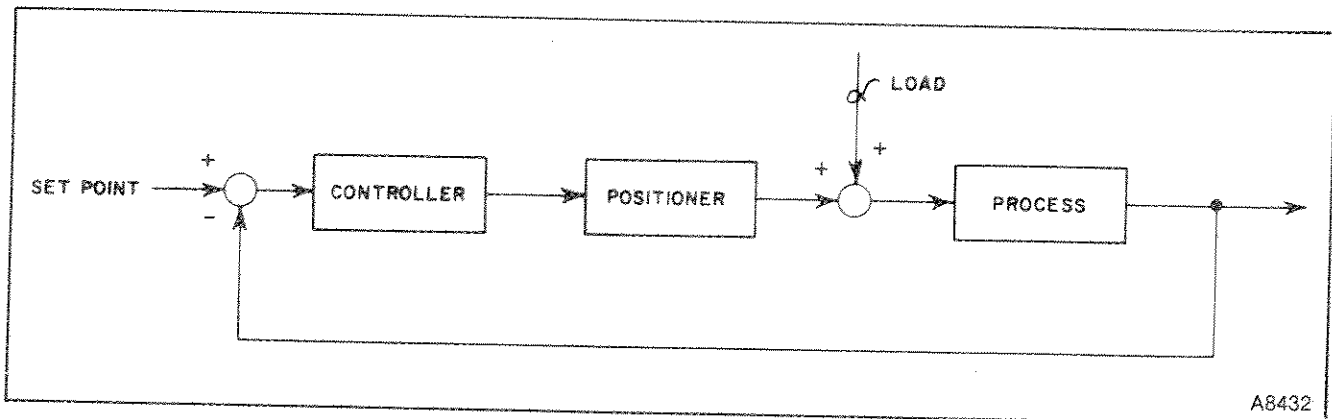 LOAD
+
+
+
SET POINT
CONTROLLER
POSITIONER
PROCESS
-
A8432